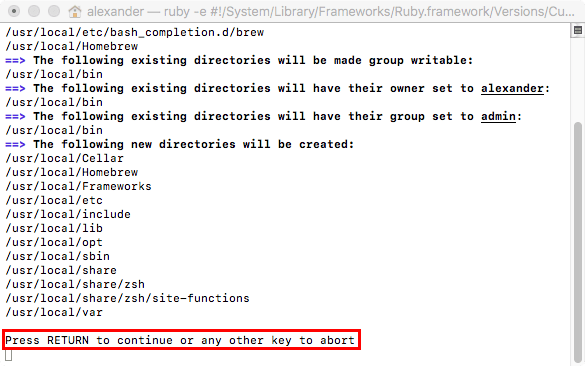 alexander — ruby -e #!/System/Library/Frameworks/Ruby.framework/Versions/Cu...
/usr/local/etc/bash_completion.d/brew
/usr/local/Homebrew
==> The following existing directories will be made group writable:
/usr/local/bin
==> The following existing directories will have their owner set to alexander:
/usr/local/bin
==> The following existing directories will have their group set to admin:
/usr/local/bin
==> The following new directories will be created:
/usr/local/Cellar
/usr/local/Homebrew
/usr/local/Frameworks
/usr/local/etc
/usr/local/include
/usr/local/lib
/usr/local/opt
/usr/local/sbin
/usr/local/share
/usr/local/share/zsh
/usr/local/share/zsh/site-functions
/usr/local/var
Press RETURN to continue or any other key to abort